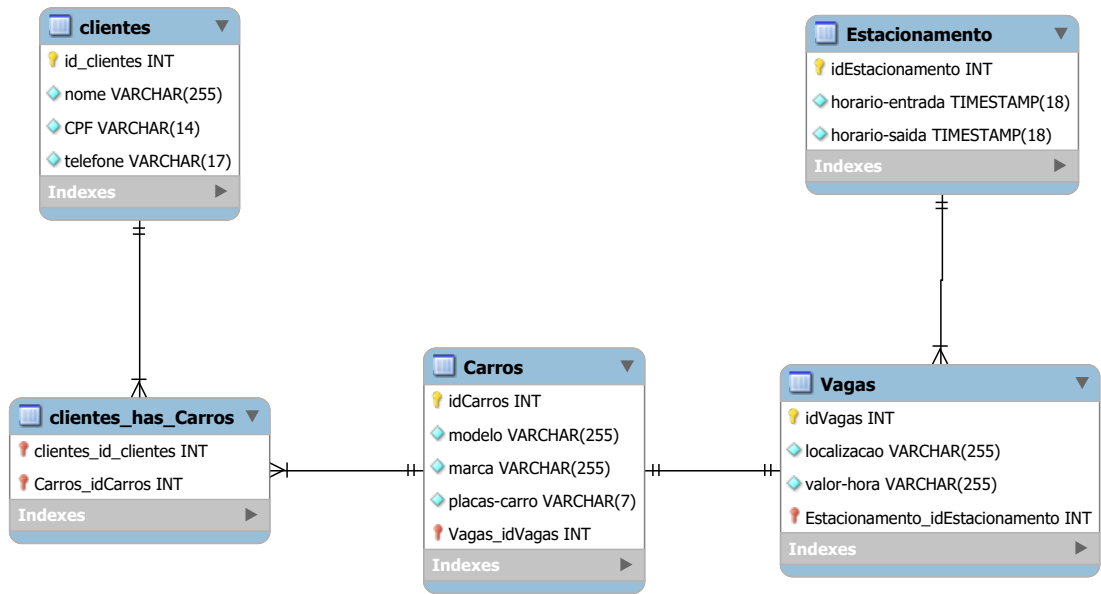 clientes
id_clientes INT
nome VARCHAR(255)
CPF VARCHAR(14)
telefone VARCHAR(17)
Indexes
Estacionamento
idEstacionamento INT
horario-entrada TIMESTAMP(18)
horario-saida TIMESTAMP(18)
Indexes
clientes_has_Carros
clientes_id_clientes INT
Carros_idCarros INT
Indexes
Carros
idCarros INT
modelo VARCHAR(255)
marca VARCHAR(255)
placas-carro VARCHAR(7)
Vagas_idVagas INT
Indexes
Vagas
idVagas INT
localizacao VARCHAR(255)
valor-hora VARCHAR(255)
Estacionamento_idEstacionamento INT
Indexes